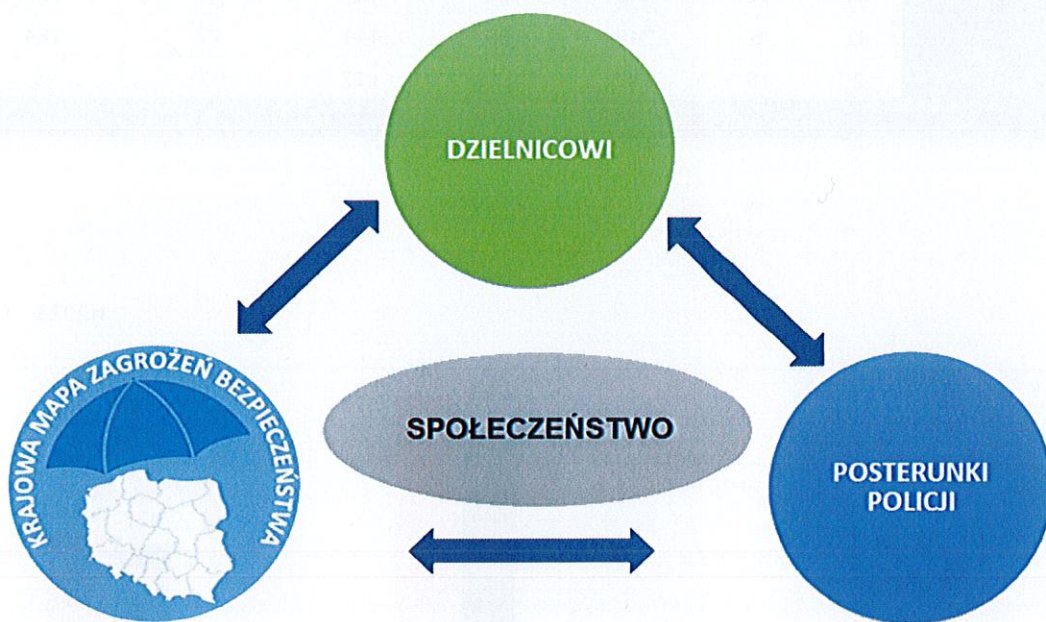 DZIELNICOWI
KRAJOWA MAPA ZAGROŻEŃ BEZPIECZEŃSTWA
SPOŁECZEŃSTWO
POSTERUNKI
POLICJI